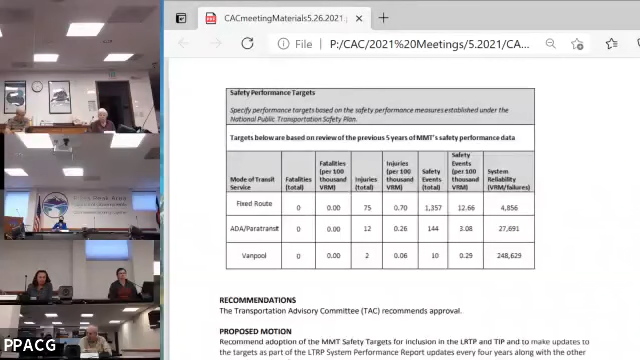 CACmeetingMaterials5.26.2021.p
File
P:/CAC/2021%20Meetings/5.2021/CA...
Safety Performance Targets
Specify performance targets based on the safety performance measures established under the
National Public Transportation Safety Plan.
Targets below are based on review of the previous 5 years of MMT's safety performance data
Mode of Transit Service | Fatalities (total) | Fatalities (per 100 thousand VRM) | Injuries (total) | Injuries (per 100 thousand VRM) | Safety Events (total) | Safety Events (per 100 thousand VRM) | System Reliability (VRM/failures)
Fixed Route 0 0.00 75 0.70 1,357 12.66 4,856
ADA/Paratransit 0 0.00 12 0.26 144 3.08 27,691
Vanpool 0 0.00 2 0.06 10 0.29 248,629
RECOMMENDATIONS
The Transportation Advisory Committee (TAC) recommends approval.
PROPOSED MOTION
Recommend adoption of the MMT Safety Targets for inclusion in the LRTP and TIP and to make updates to
the targets as part of the LTRP System Performance Report updates every four years along with the other
PPACG